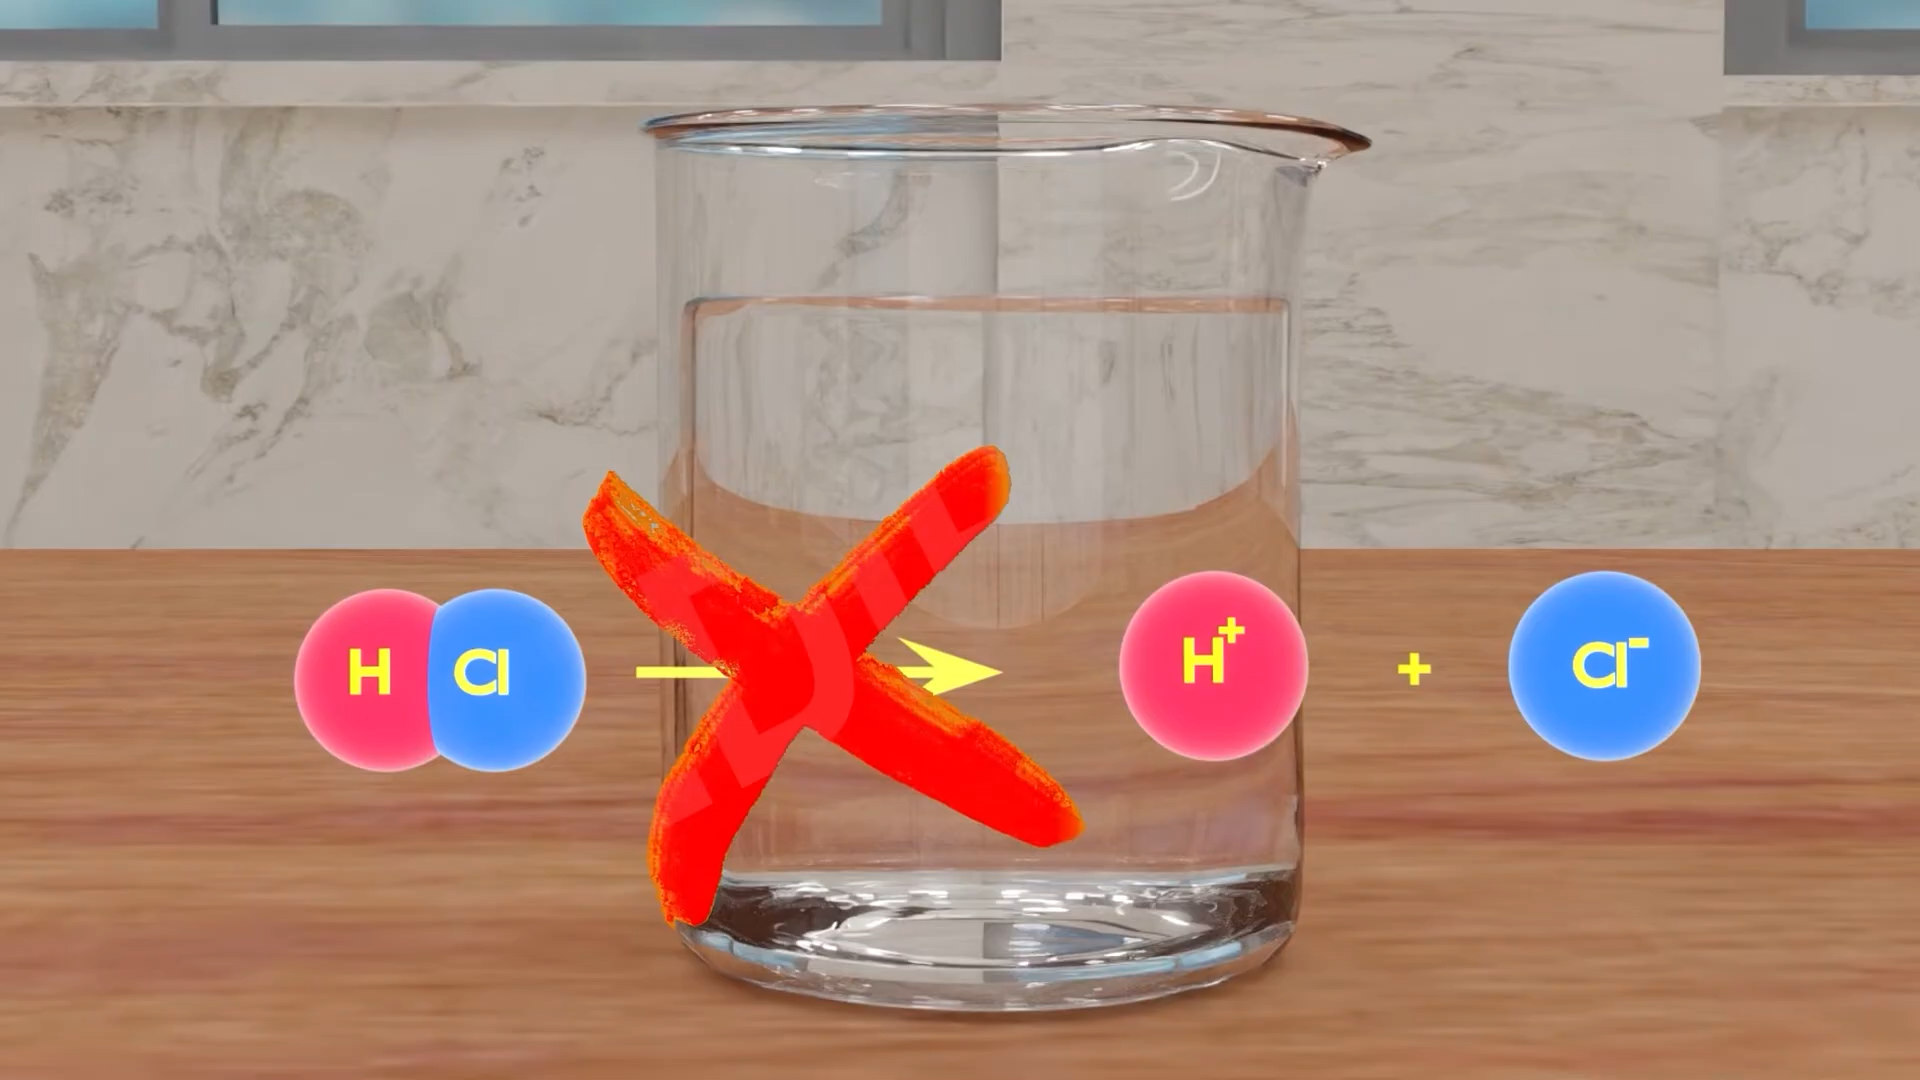 H Cl H⁺ + Cl⁻